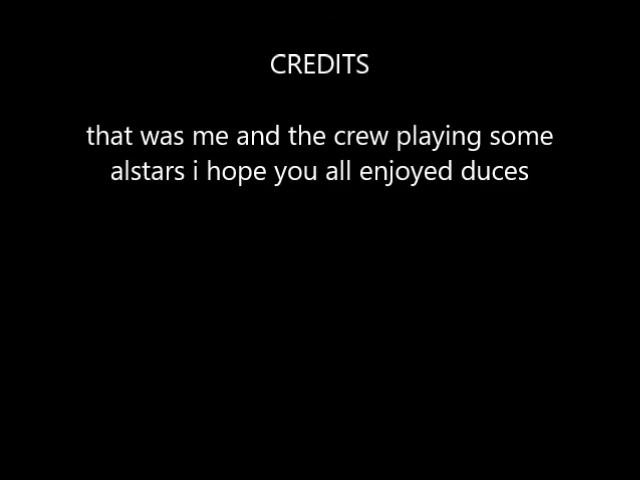 CREDITS
that was me and the crew playing some
alstars i hope you all enjoyed duces